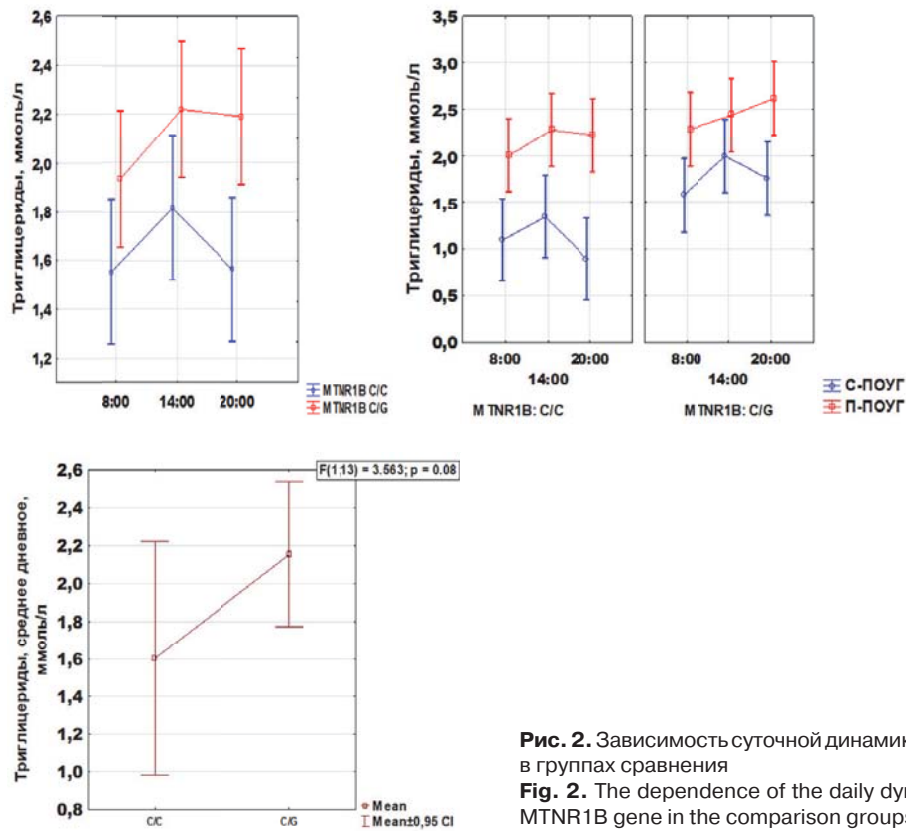 2,6
2,4
2,2
2,0
1,8
1,6
1,4
1,2
Триглицериды, ммоль/л
8:00 14:00 20:00
MTNR1B C/C
MTNR1B C/G
3,5
3,0
2,5
2,0
1,5
1,0
0,5
0,0
Триглицериды, ммоль/л
8:00 20:00
14:00
MTNR1B: C/C
8:00 20:00
14:00
MTNR1B: C/G
С-ПОУГ
П-ПОУГ
F(1,13) = 3.563; p = 0.08
2,6
2,4
2,2
2,0
1,8
1,6
1,4
1,2
1,0
0,8
Триглицериды, среднее дневное,
ммоль/л
C/C C/G
Mean
Mean±0,95 CI
Рис. 2. Зависимость суточной динамик
в группах сравнения
Fig. 2. The dependence of the daily dyn
MTNR1B gene in the comparison groups